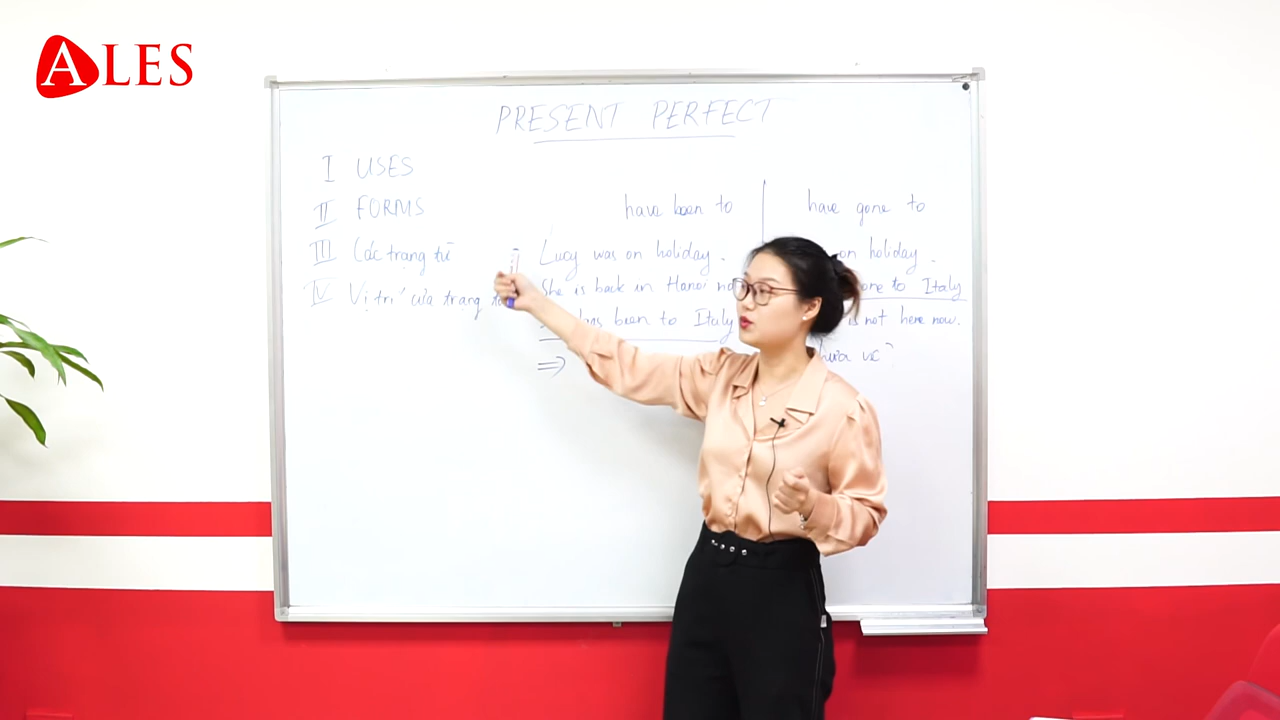 ALES
PRESENT PERFECT
I USES
II FORMS
III Các trạng từ
IV Vị trí của trạng
have been to
Lucy was on holiday.
She is back in Hanoi
has been to Italy
⇒
have gone to
on holiday.
gone to Italy
is not here now.
chưa về